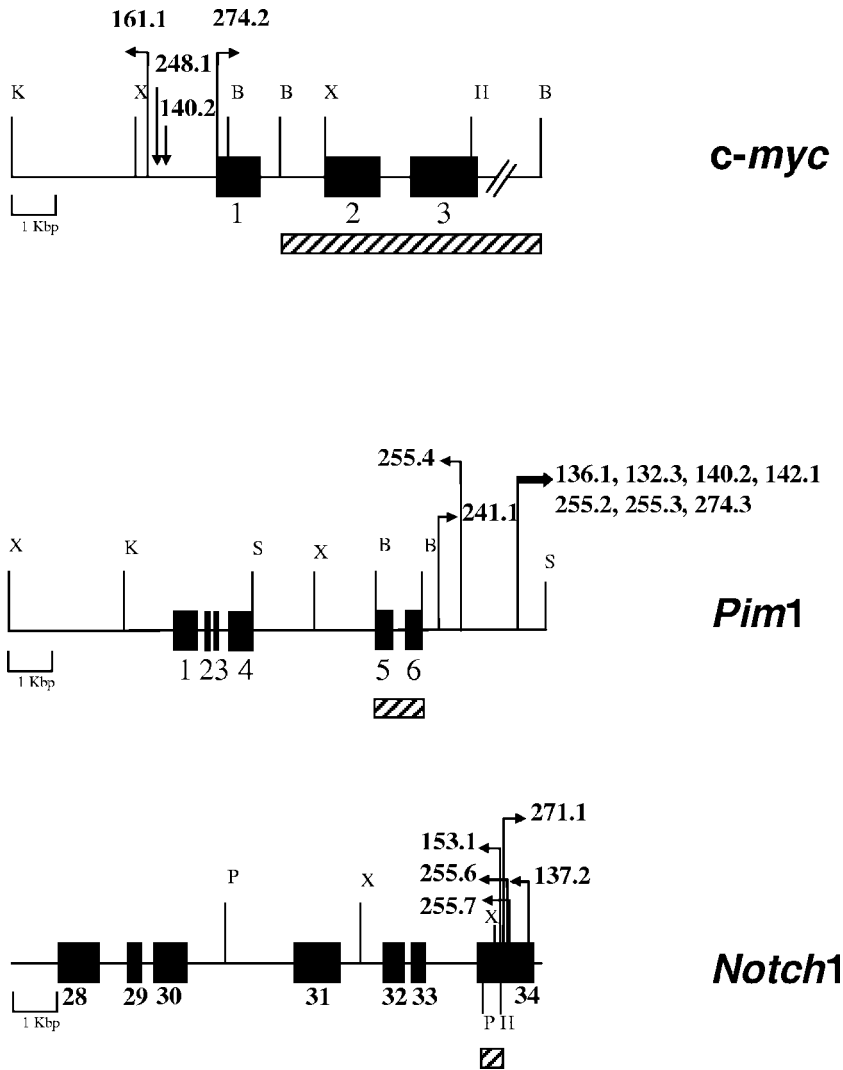 161.1 274.2
248.1
K X 140.2 B B X H B
c-myc
1 2 3
1 Kbp
255.4
136.1, 132.3, 140.2, 142.1
255.2, 255.3, 274.3
241.1
X K S X B B S
Pim1
1 2 3 4 5 6
1 Kbp
271.1
153.1
255.6 137.2
P X
255.7
X
Notch1
28 29 30 31 32 33 34
1 Kbp
P H